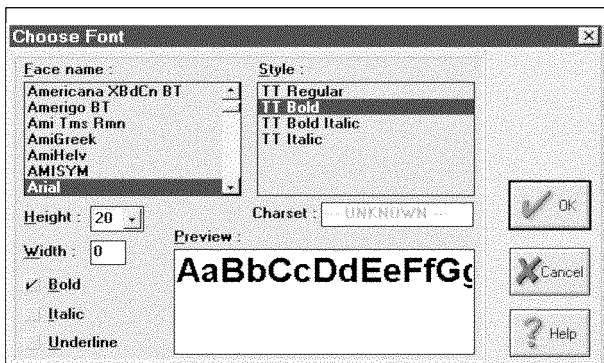 Choose Font
Face name :
Americana XBdCn BT
Amerigo BT
Ami Tms Rmn
AmiGreek
AmiHelv
AMISYM
Arial
Style :
TT Regular
TT Bold
TT Bold Italic
TT Italic
Height : 20
Charset : --- UNKNOWN ---
Width : 0
Preview :
AaBbCcDdEeFfGg
Bold
Italic
Underline
OK
Cancel
Help